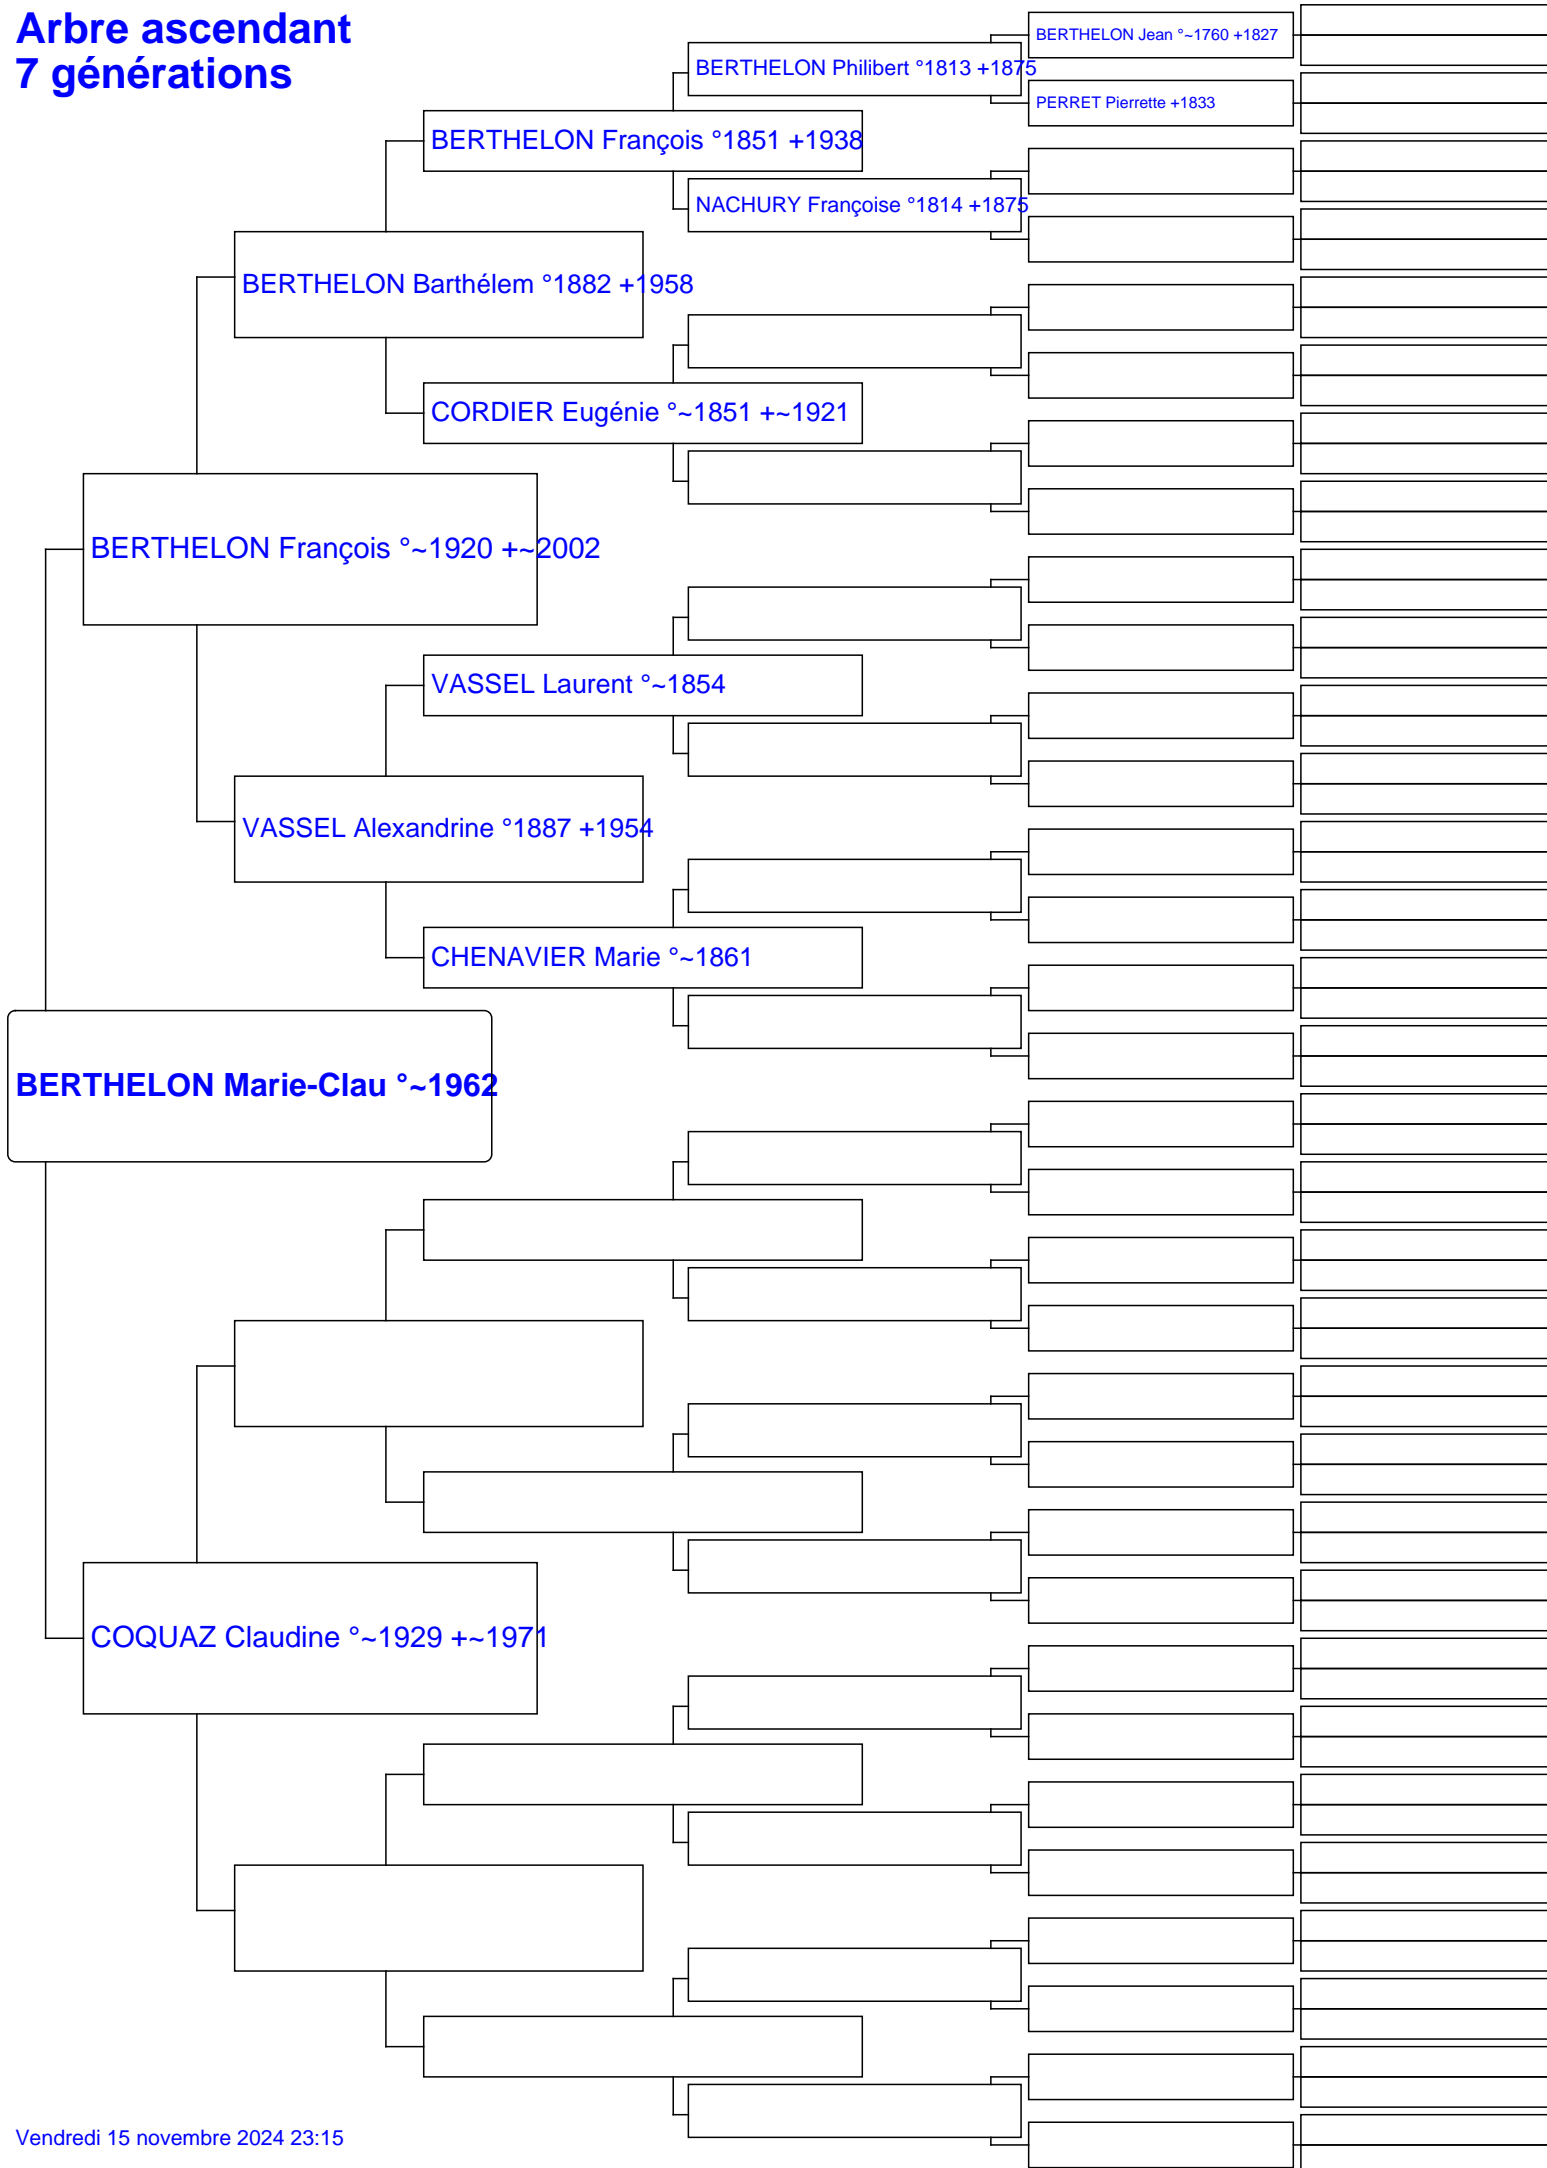 Arbre ascendant
7 générations
BERTHELON Jean °~1760 +1827
BERTHELON Philibert °1813 +1875
PERRET Pierrette +1833
BERTHELON François °1851 +1938
NACHURY Françoise °1814 +1875
BERTHELON Barthélem °1882 +1958
CORDIER Eugénie °~1851 +~1921
BERTHELON François °~1920 +~2002
VASSEL Laurent °~1854
VASSEL Alexandrine °1887 +1954
CHENAVIER Marie °~1861
BERTHELON Marie-Clau °~1962
COQUAZ Claudine °~1929 +~1971
Vendredi 15 novembre 2024 23:15